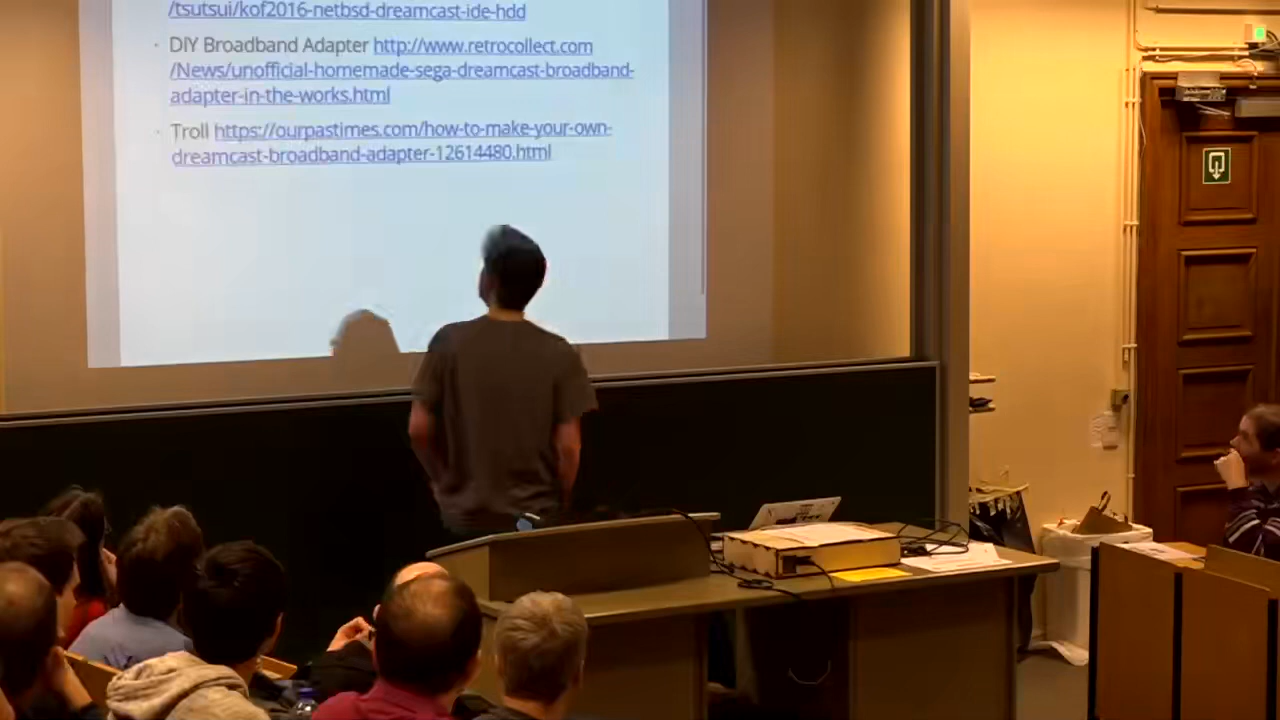 /tsutsui/kof2016-netbsd-dreamcast-ide-hdd
· DIY Broadband Adapter http://www.retrocollect.com
/News/unofficial-homemade-sega-dreamcast-broadband-
adapter-in-the-works.html
· Troll https://ourpastimes.com/how-to-make-your-own-
dreamcast-broadband-adapter-12614480.html